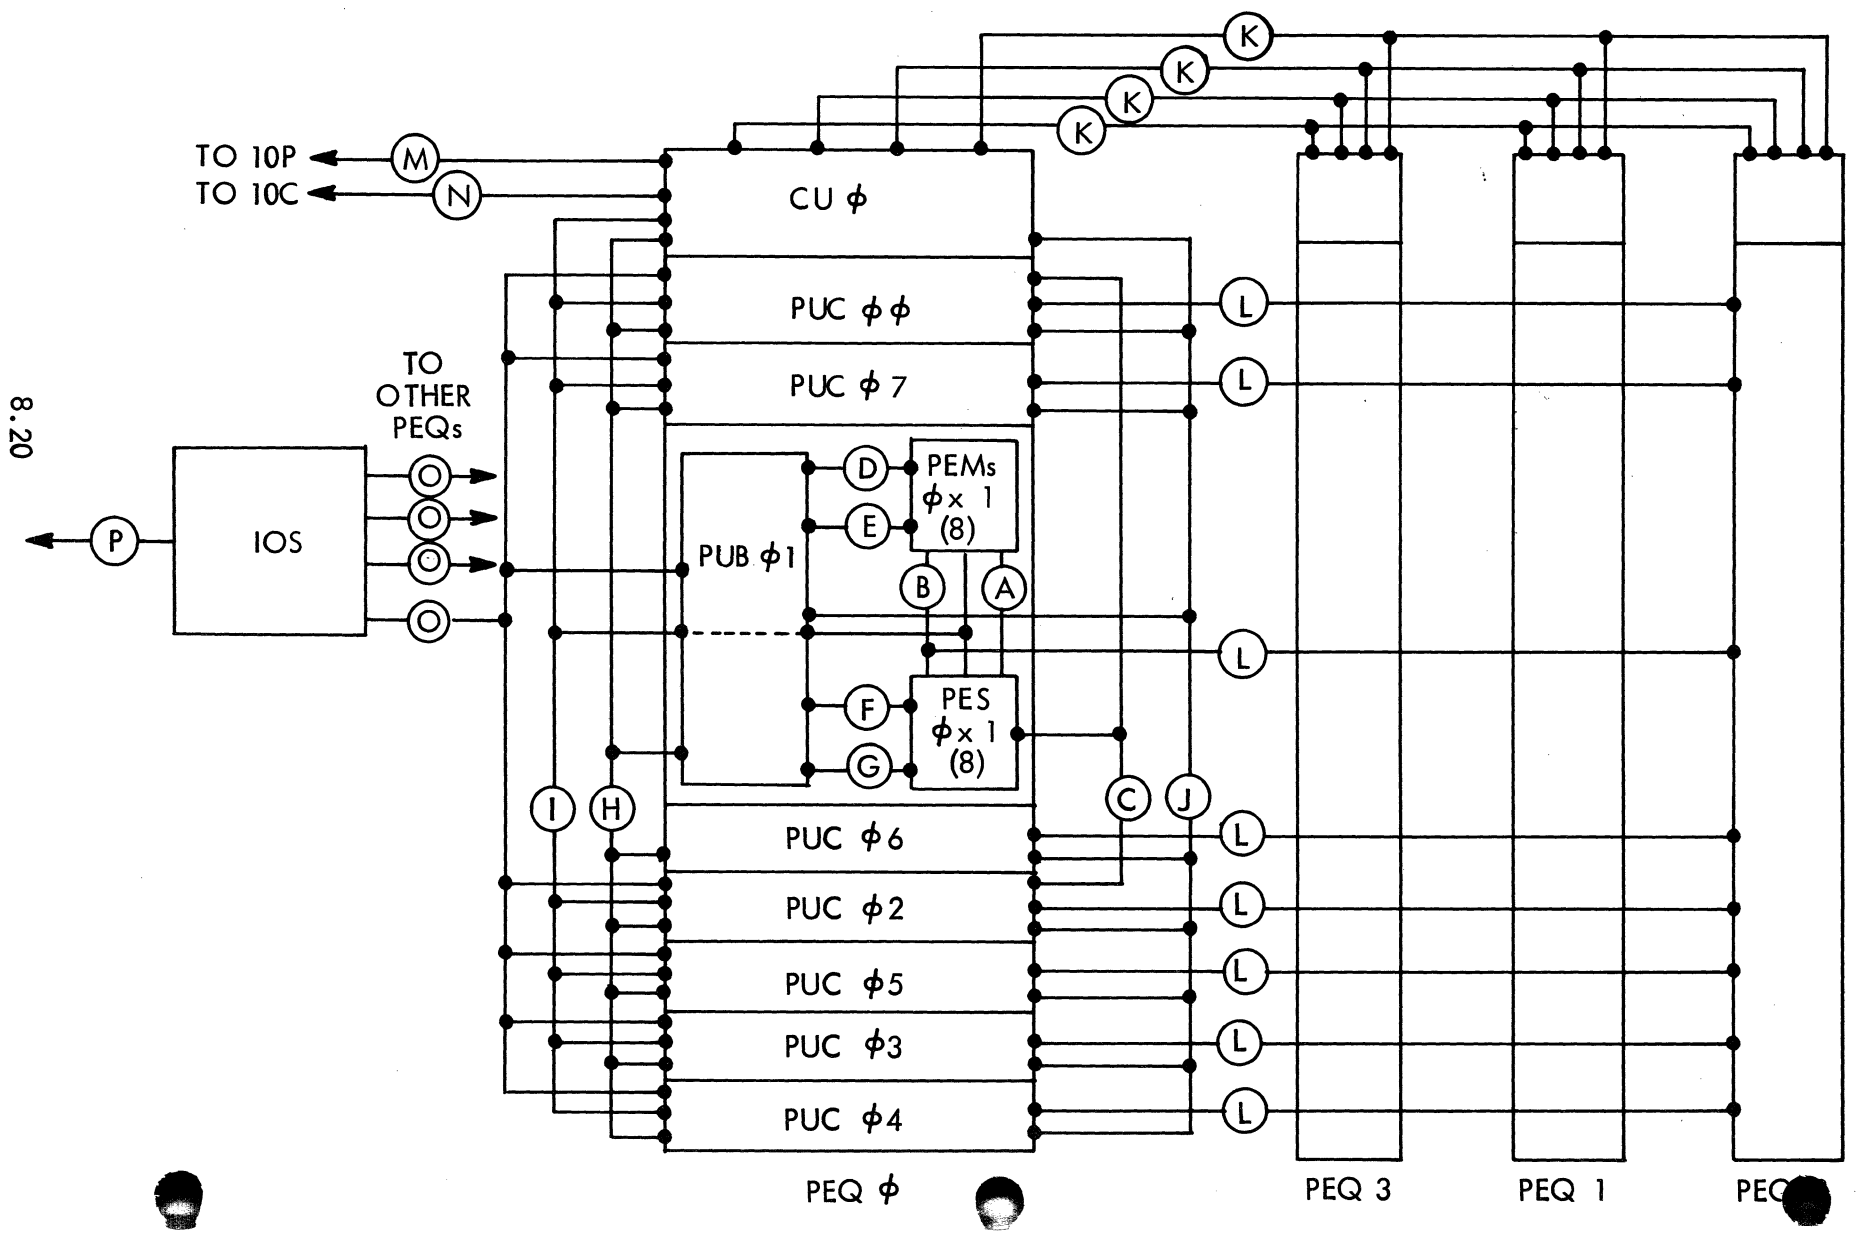 K
K
K
K
TO 10P
M
TO 10C
N
CU ϕ
PUC ϕϕ
L
PUC ϕ7
L
TO
OTHER
PEQs
8.20
IOS
P
O
O
O
O
PUB ϕ1
D
E
PEMs
ϕx 1
(8)
B
A
L
F
G
PES
ϕx 1
(8)
I
H
C
J
PUC ϕ6
L
PUC ϕ2
L
PUC ϕ5
L
PUC ϕ3
L
PUC ϕ4
L
PEQ ϕ
PEQ 3
PEQ 1